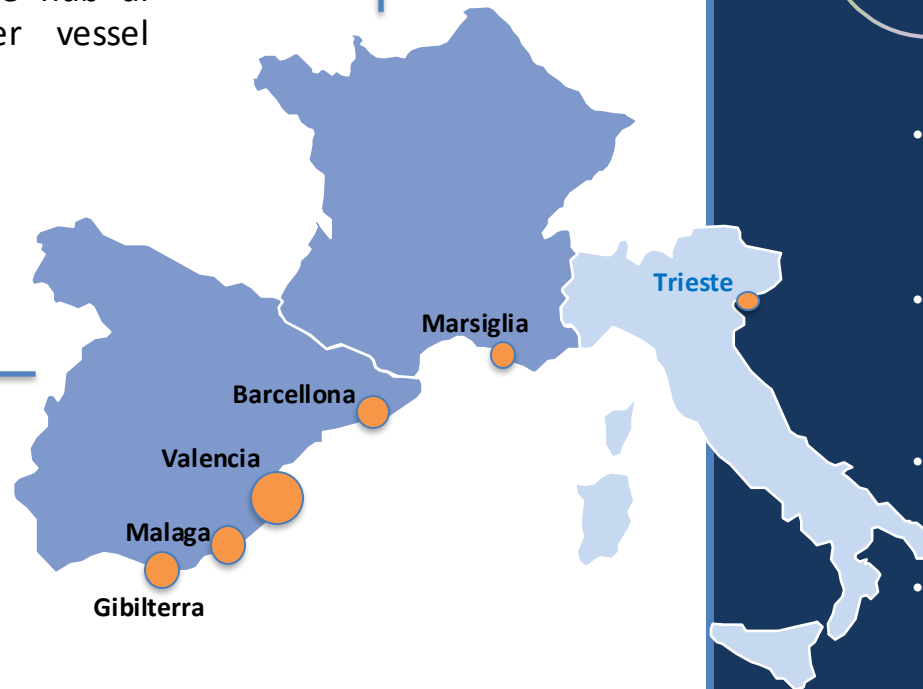 vessel
Trieste
Marsiglia
Barcellona
Valencia
Malaga
Gibilterra